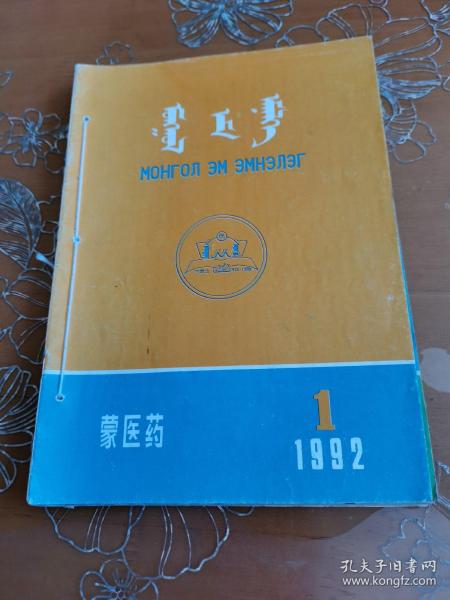 МОНГОЛ ЭМ ЭМНЭЛЭГ
蒙医药
1
1992
孔夫子旧书网
www.kongfz.com